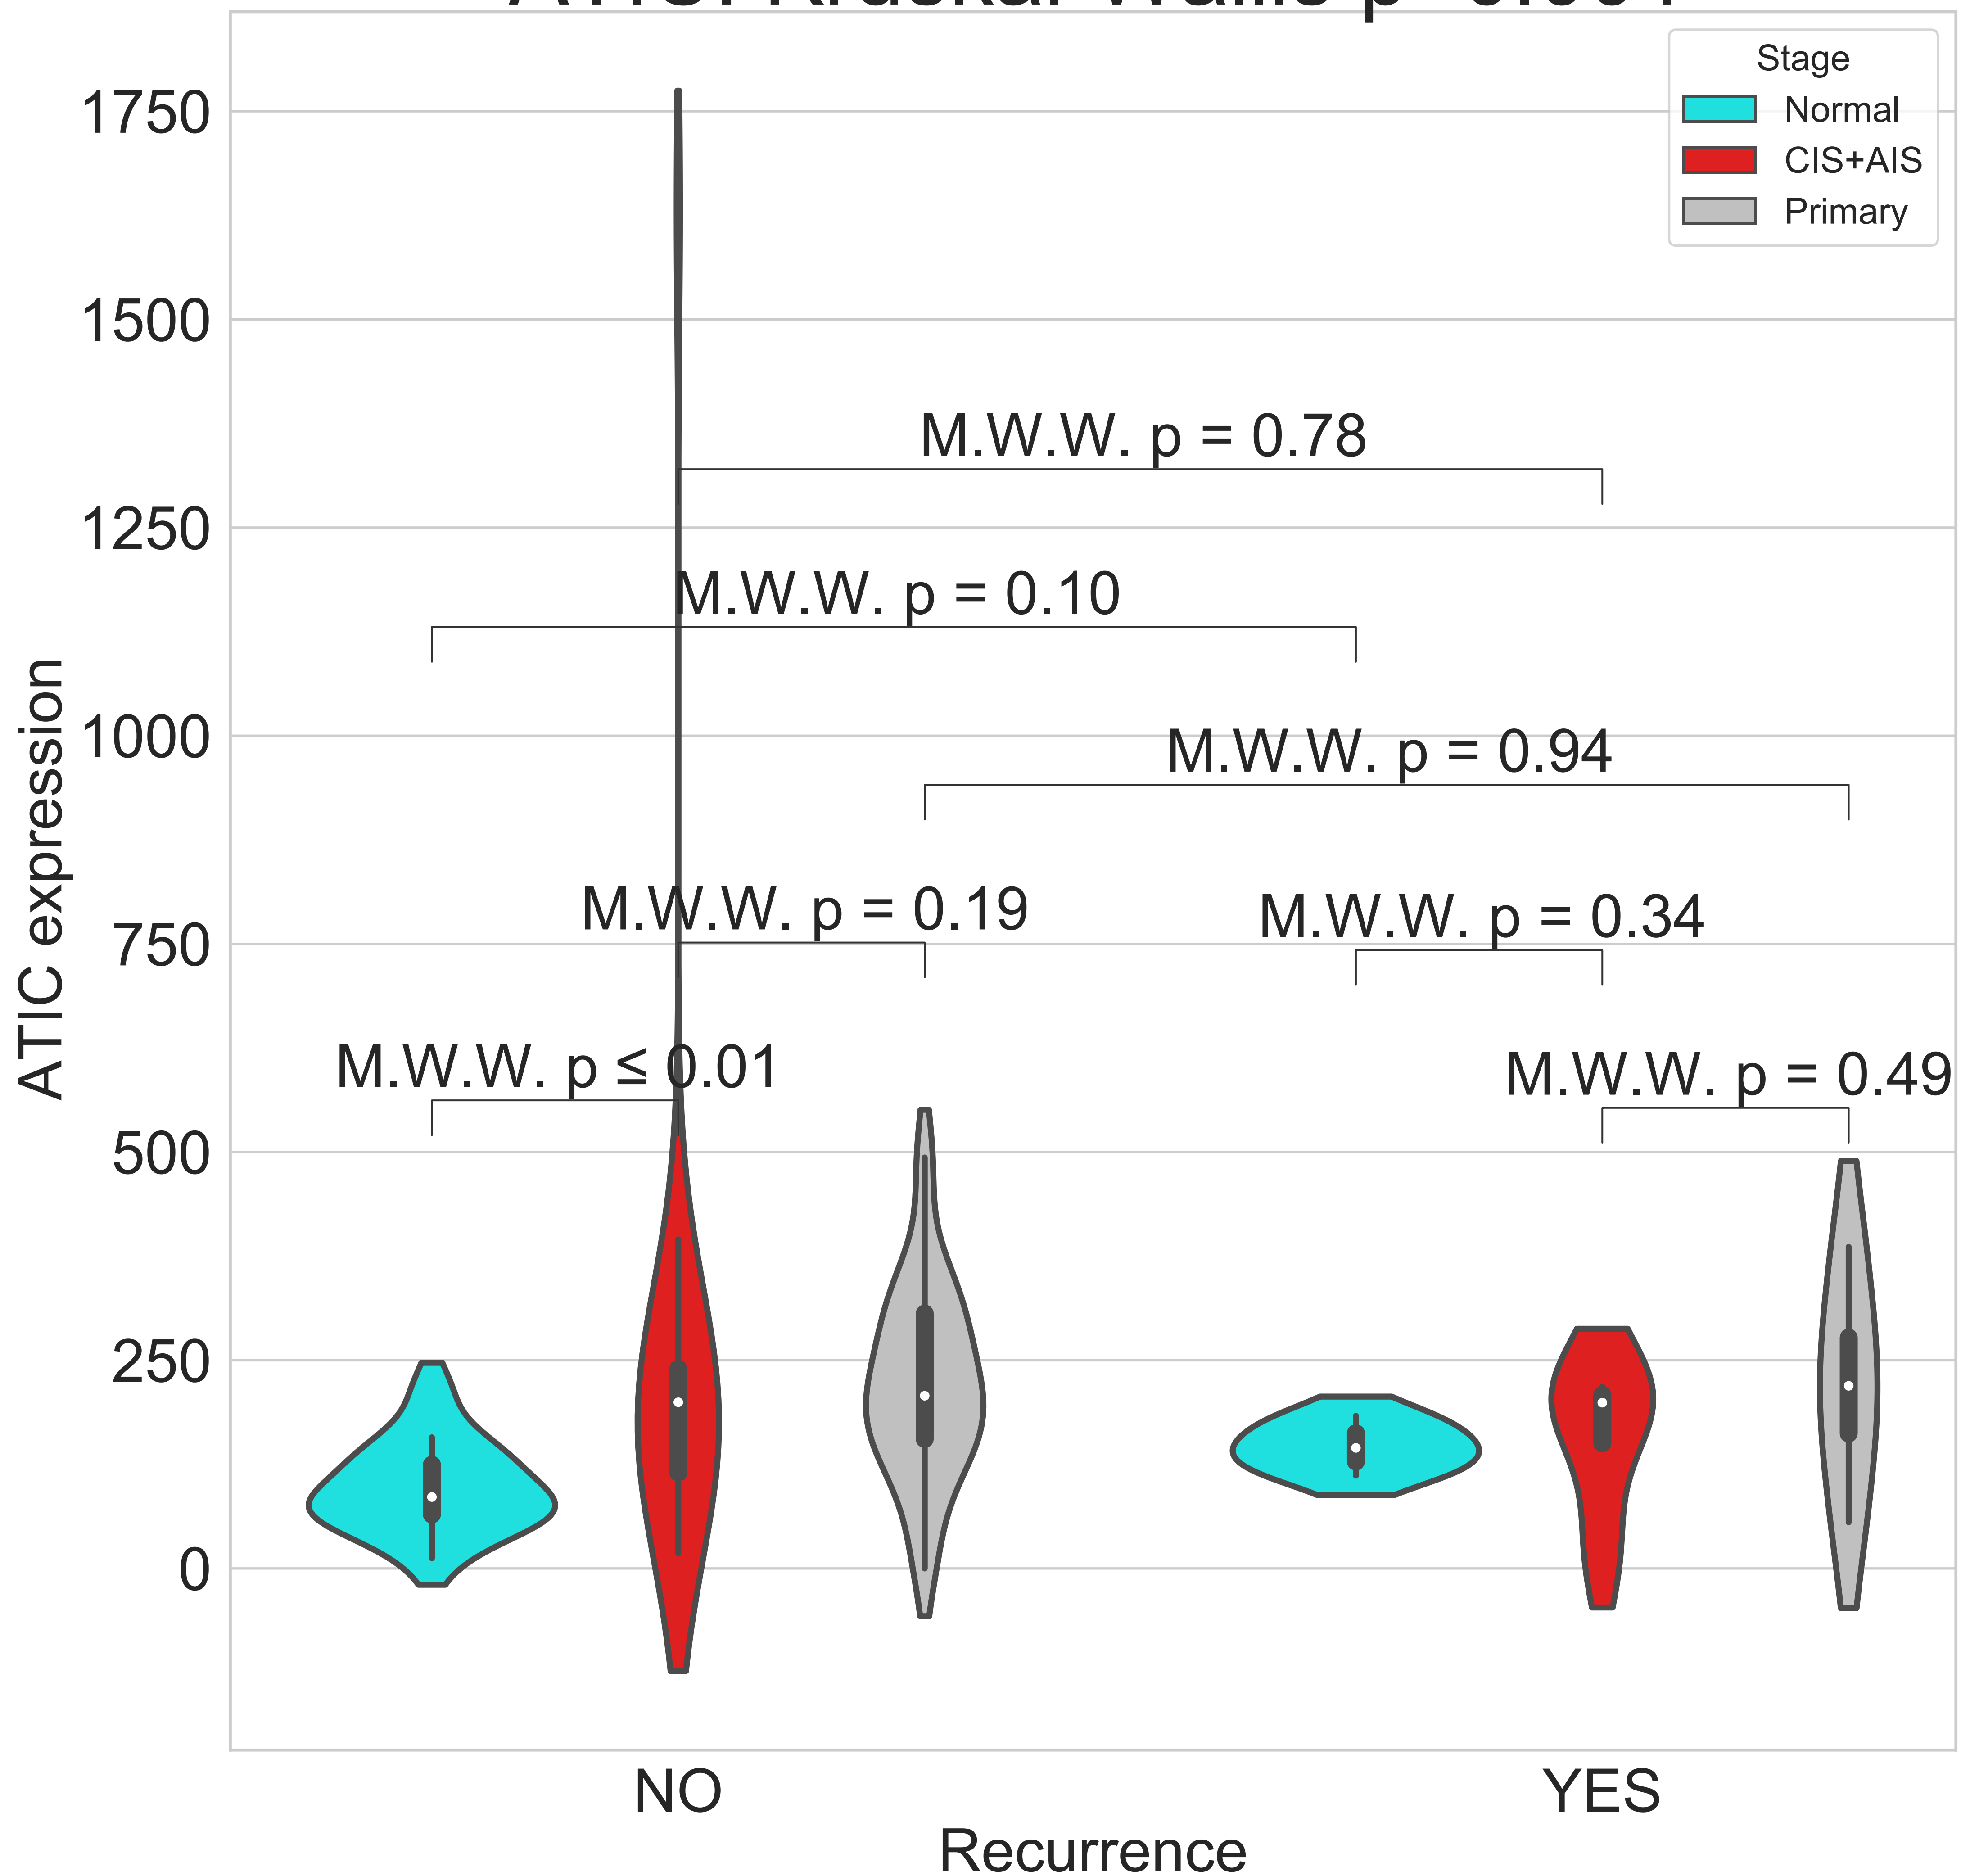 Stage
Normal
CIS+AIS
Primary
1750
1500
1250
1000
750
500
250
0
ATIC expression
M.W.W. p = 0.78
M.W.W. p = 0.10
M.W.W. p = 0.94
M.W.W. p = 0.19
M.W.W. p = 0.34
M.W.W. p ≤ 0.01
M.W.W. p = 0.49
NO
YES
Recurrence